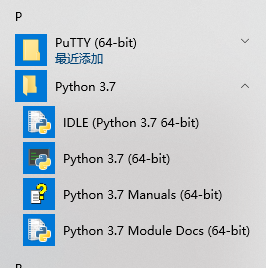 P
PuTTY (64-bit)
最近添加
Python 3.7
IDLE (Python 3.7 64-bit)
Python 3.7 (64-bit)
Python 3.7 Manuals (64-bit)
Python 3.7 Module Docs (64-bit)